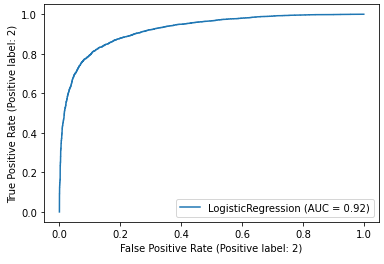 1.0
0.8
0.6
0.4
0.2
0.0
True Positive Rate (Positive label: 2)
LogisticRegression (AUC = 0.92)
0.0 0.2 0.4 0.6 0.8 1.0
False Positive Rate (Positive label: 2)